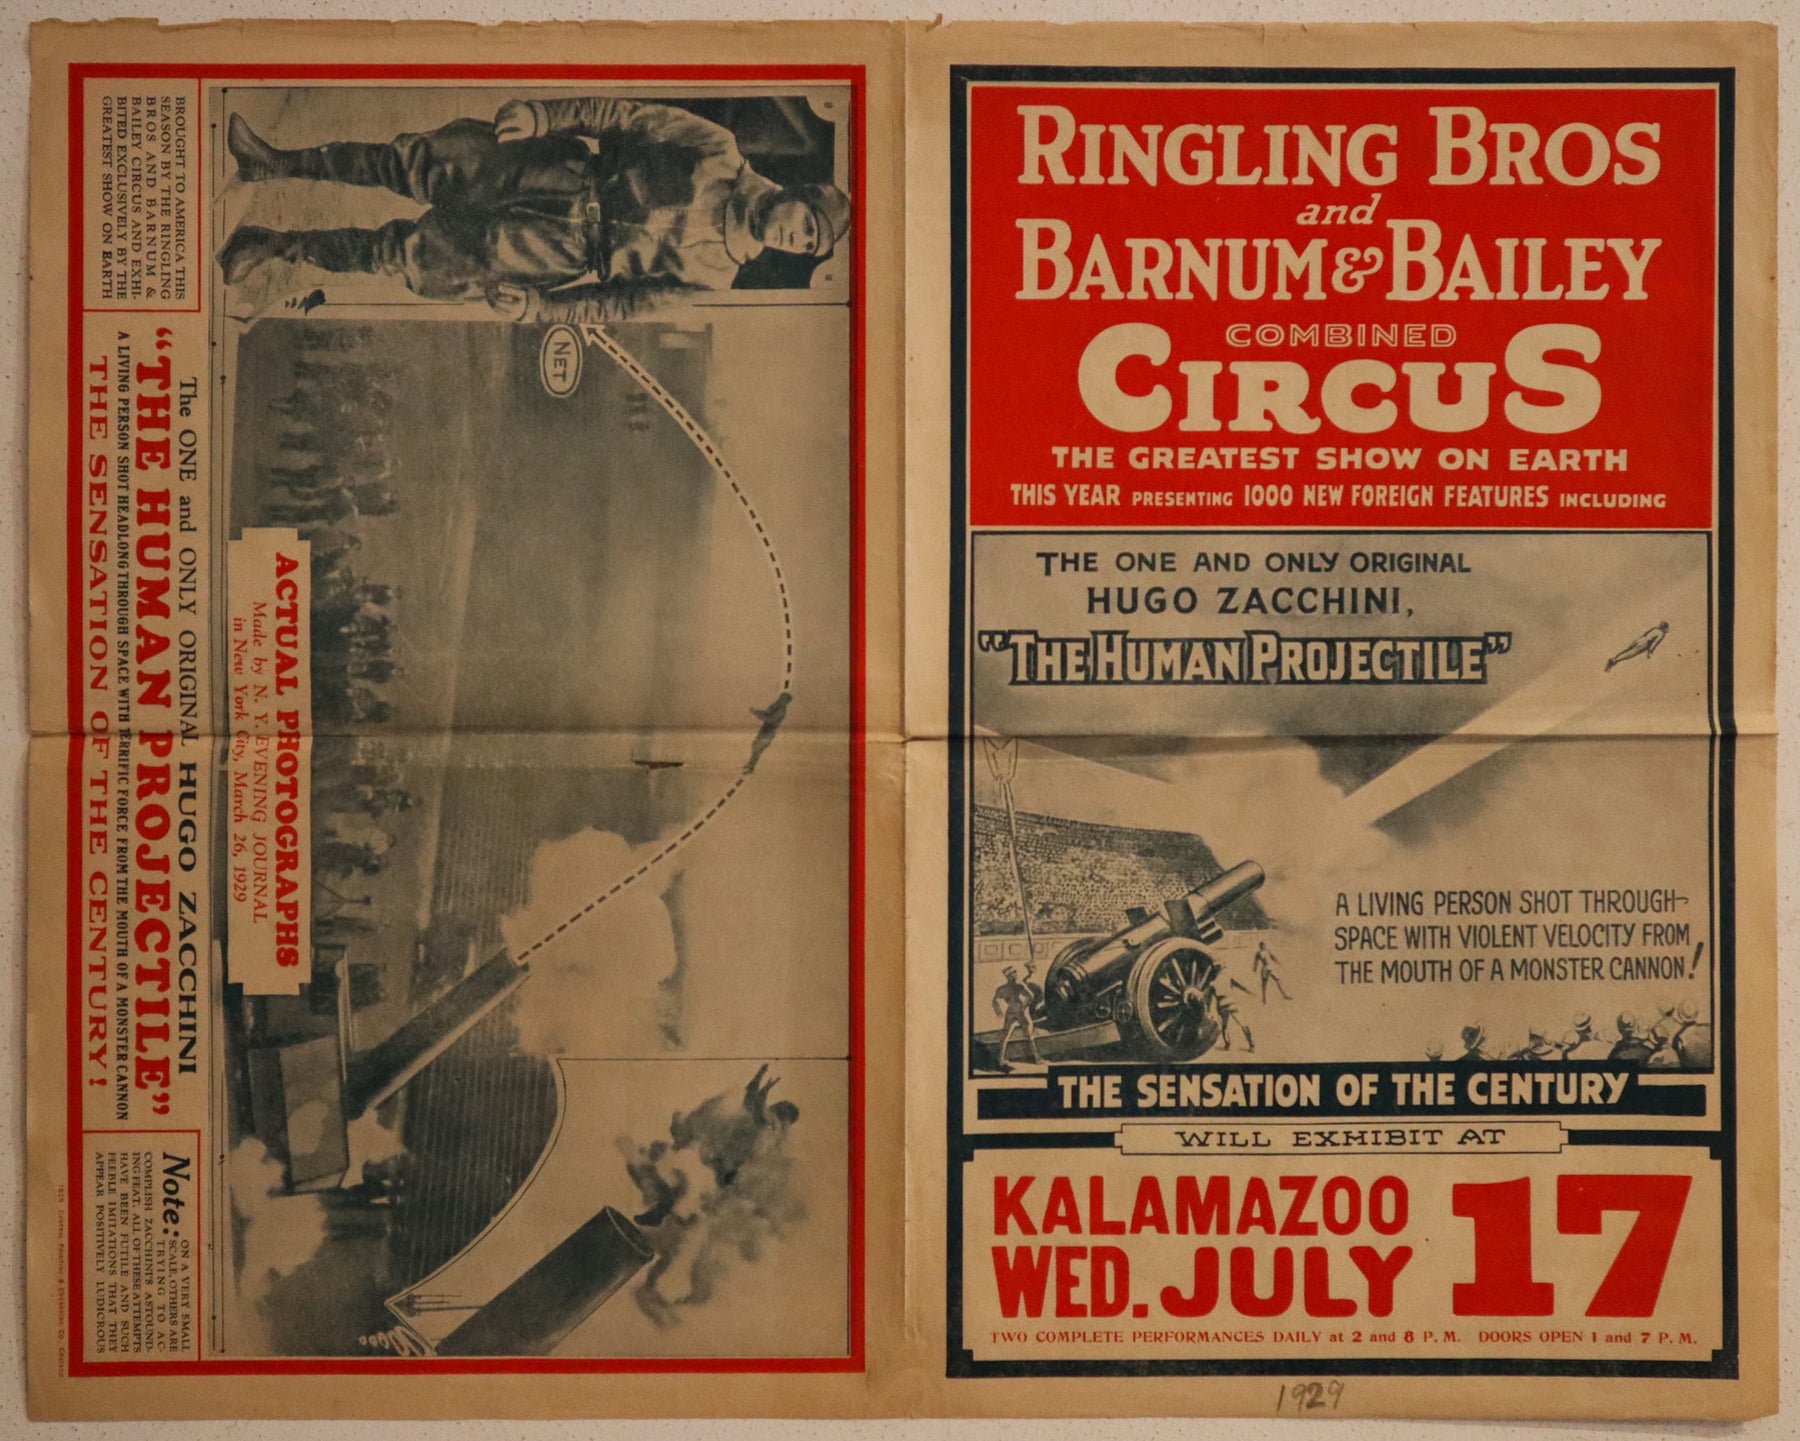 BROUGHT TO AMERICA THIS
SEASON BY THE RINGLING
BROS AND BARNUM &
BAILEY CIRCUS AND EXHI-
BITED EXCLUSIVELY BY THE
GREATEST SHOW ON EARTH
NET
ACTUAL PHOTOGRAPHS
Made by N. Y. EVENING JOURNAL
in New York City, March 26, 1929
The ONE and ONLY ORIGINAL HUGO ZACCHINI
"THE HUMAN PROJECTILE"
A LIVING PERSON SHOT HEADLONG THROUGH SPACE WITH TERRIFIC FORCE FROM THE MOUTH OF A MONSTER CANNON
THE SENSATION OF THE CENTURY!
Note: ON A VERY SMALL
SCALE, OTHERS ARE
TRYING TO AC-
COMPLISH ZACCHINI'S ASTOUND-
ING FEAT. ALL OF THESE ATTEMPTS
HAVE BEEN FUTILE AND SUCH
FEEBLE IMITATIONS THAT THEY
APPEAR POSITIVELY LUDICROUS
1929 CENTRAL PRINTING & ENGRAVING CO. CHICAGO
RINGLING BROS
and
BARNUM & BAILEY
COMBINED
CIRCUS
THE GREATEST SHOW ON EARTH
THIS YEAR PRESENTING 1000 NEW FOREIGN FEATURES INCLUDING
THE ONE AND ONLY ORIGINAL
HUGO ZACCHINI,
"THE HUMAN PROJECTILE"
A LIVING PERSON SHOT THROUGH-
SPACE WITH VIOLENT VELOCITY FROM
THE MOUTH OF A MONSTER CANNON!
THE SENSATION OF THE CENTURY
WILL EXHIBIT AT
KALAMAZOO
WED. JULY 17
TWO COMPLETE PERFORMANCES DAILY at 2 and 8 P. M. DOORS OPEN 1 and 7 P. M.
1929